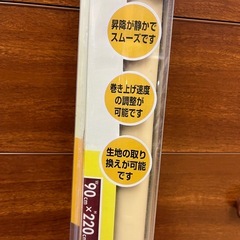 昇降が静かで
スムーズです
巻き上げ速度
の調整が
可能です
生地の取り
換えが可能
です
90cm×220cm